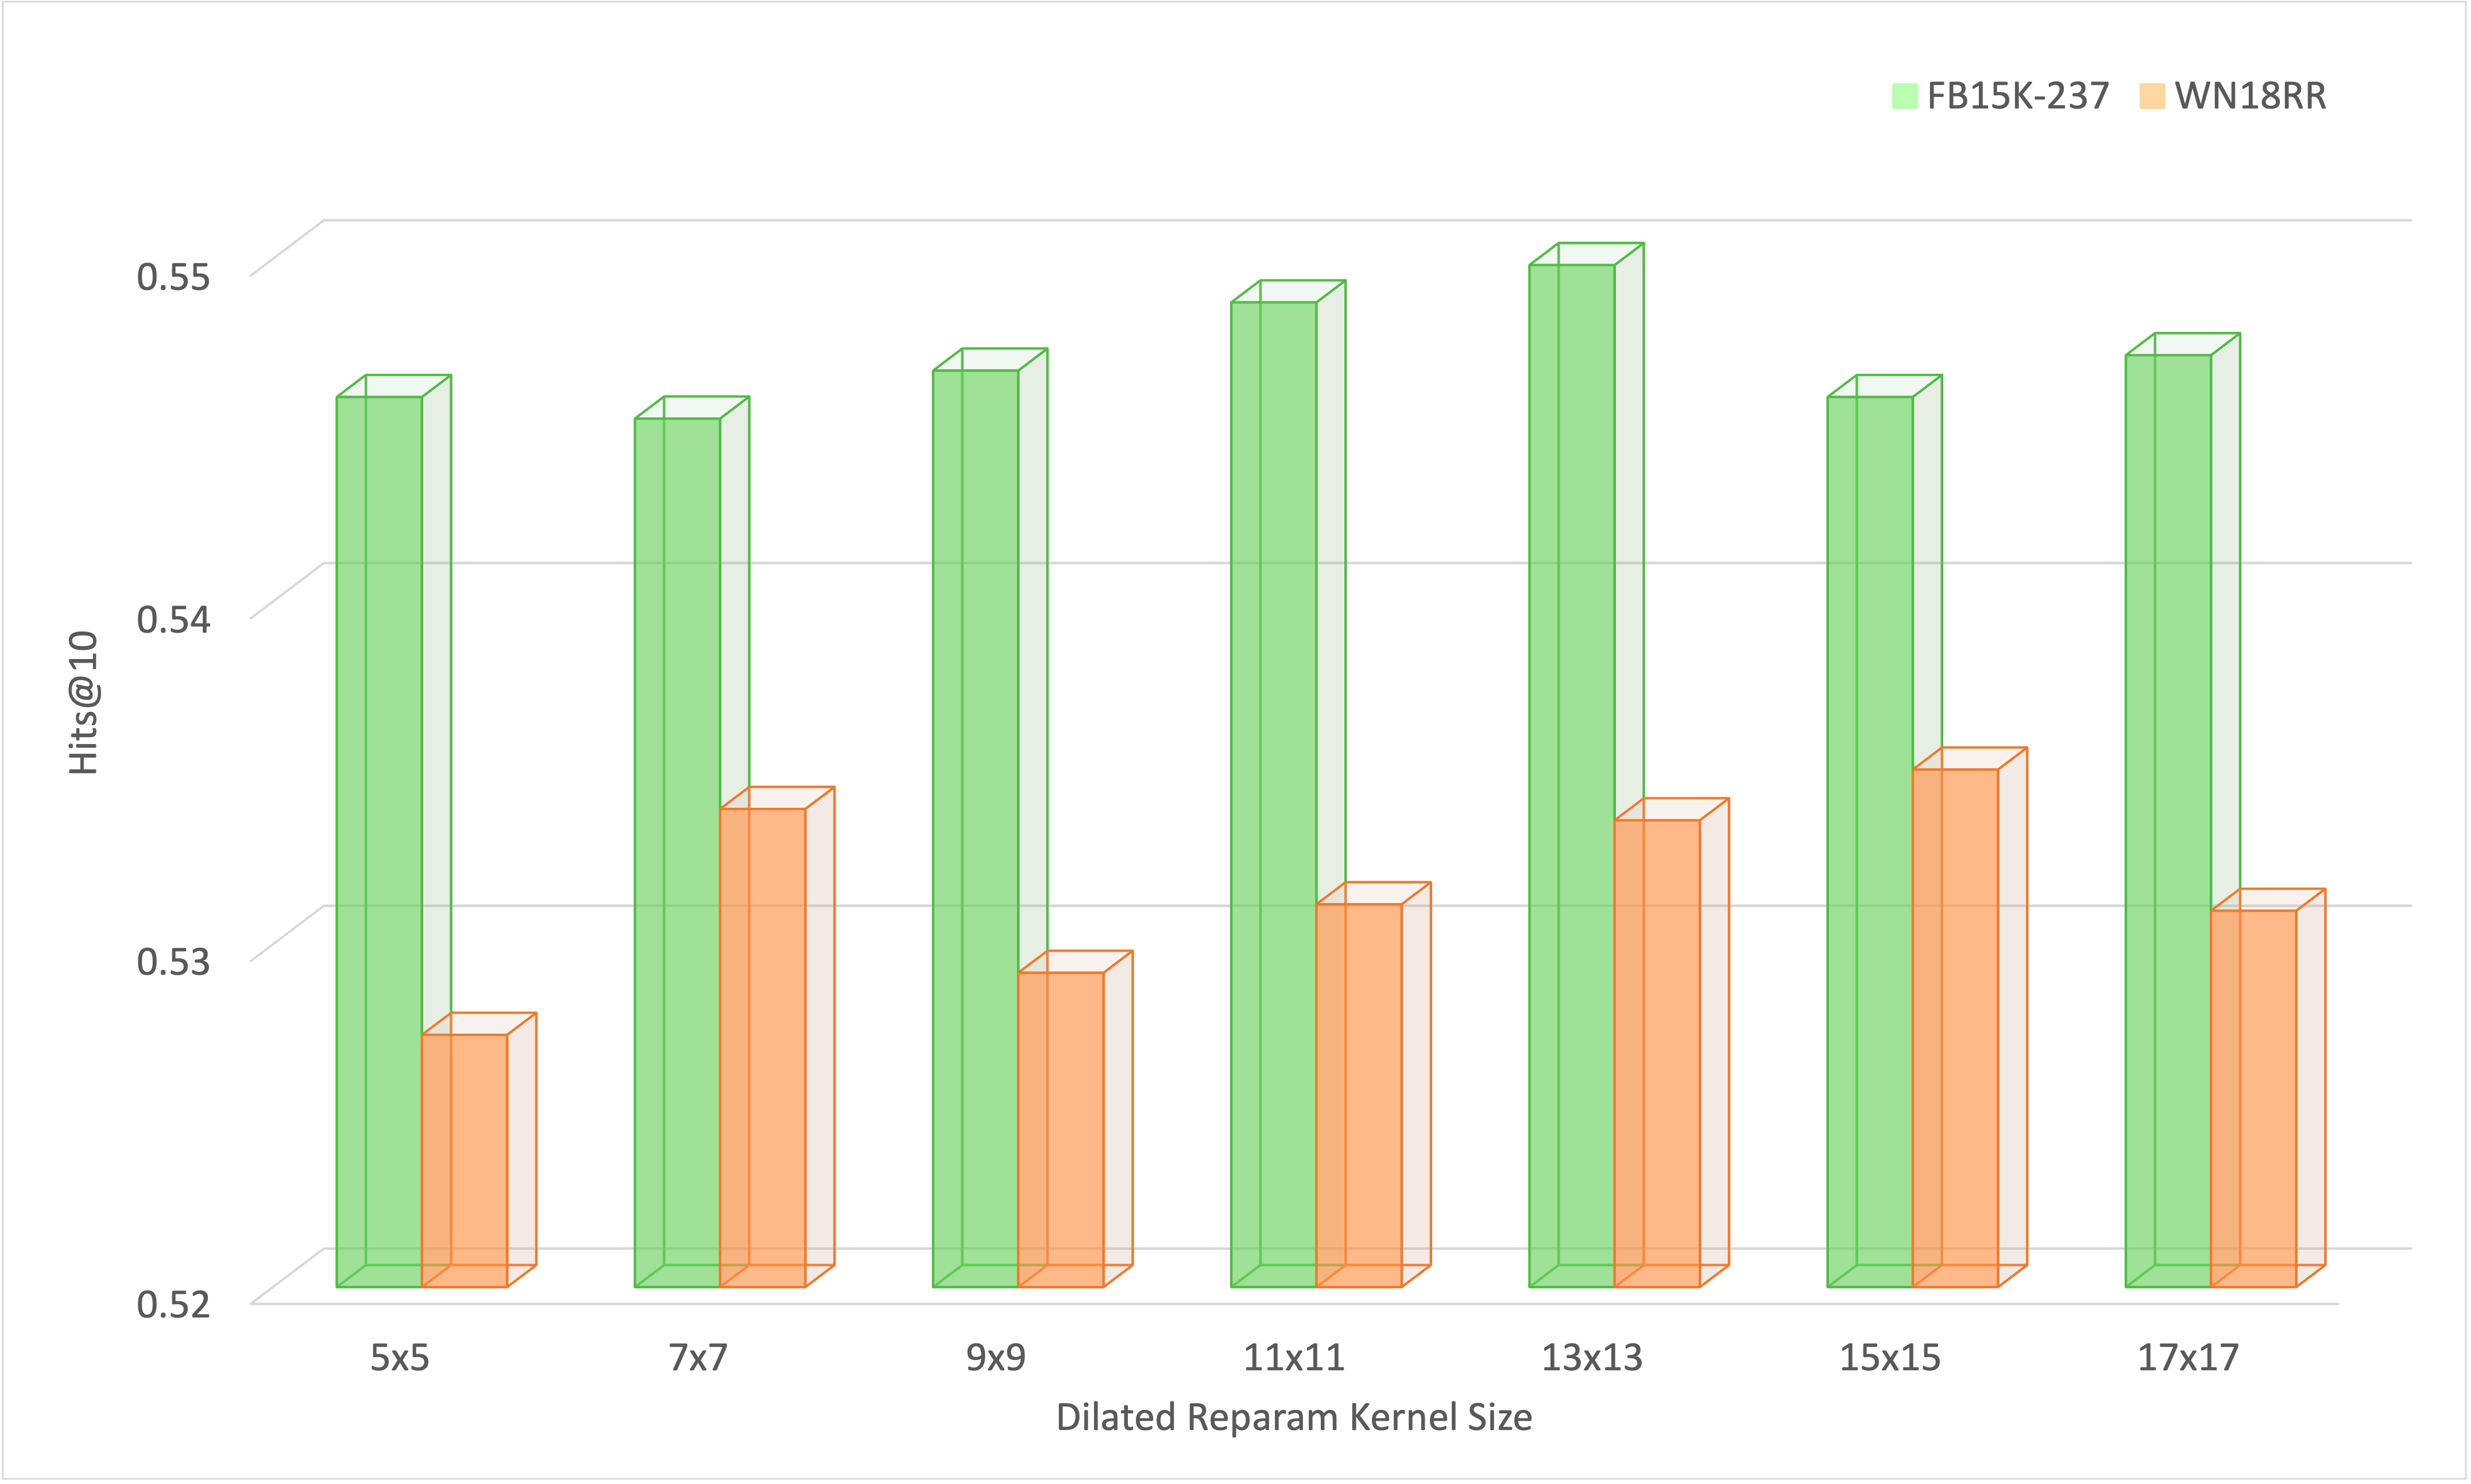 FB15K-237 WN18RR
0.55
0.54
0.53
0.52
Hits@10
5x5 7x7 9x9 11x11 13x13 15x15 17x17
Dilated Reparam Kernel Size